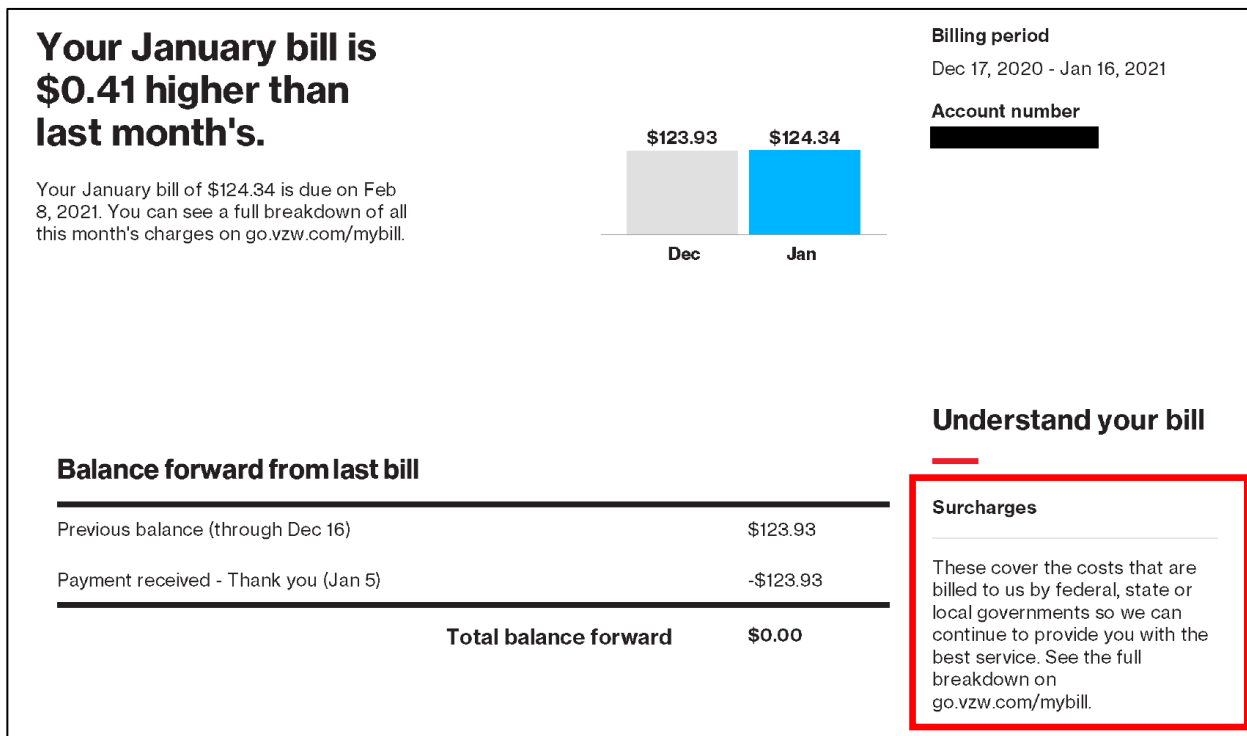 Your January bill is
$0.41 higher than
last month's.
Your January bill of $124.34 is due on Feb
8, 2021. You can see a full breakdown of all
this month's charges on go.vzw.com/mybill.
$123.93 $124.34
Dec Jan
Billing period
Dec 17, 2020 - Jan 16, 2021
Account number
Balance forward from last bill
Previous balance (through Dec 16) $123.93
Payment received - Thank you (Jan 5) -$123.93
Total balance forward $0.00
Understand your bill
Surcharges
These cover the costs that are
billed to us by federal, state or
local governments so we can
continue to provide you with the
best service. See the full
breakdown on
go.vzw.com/mybill.